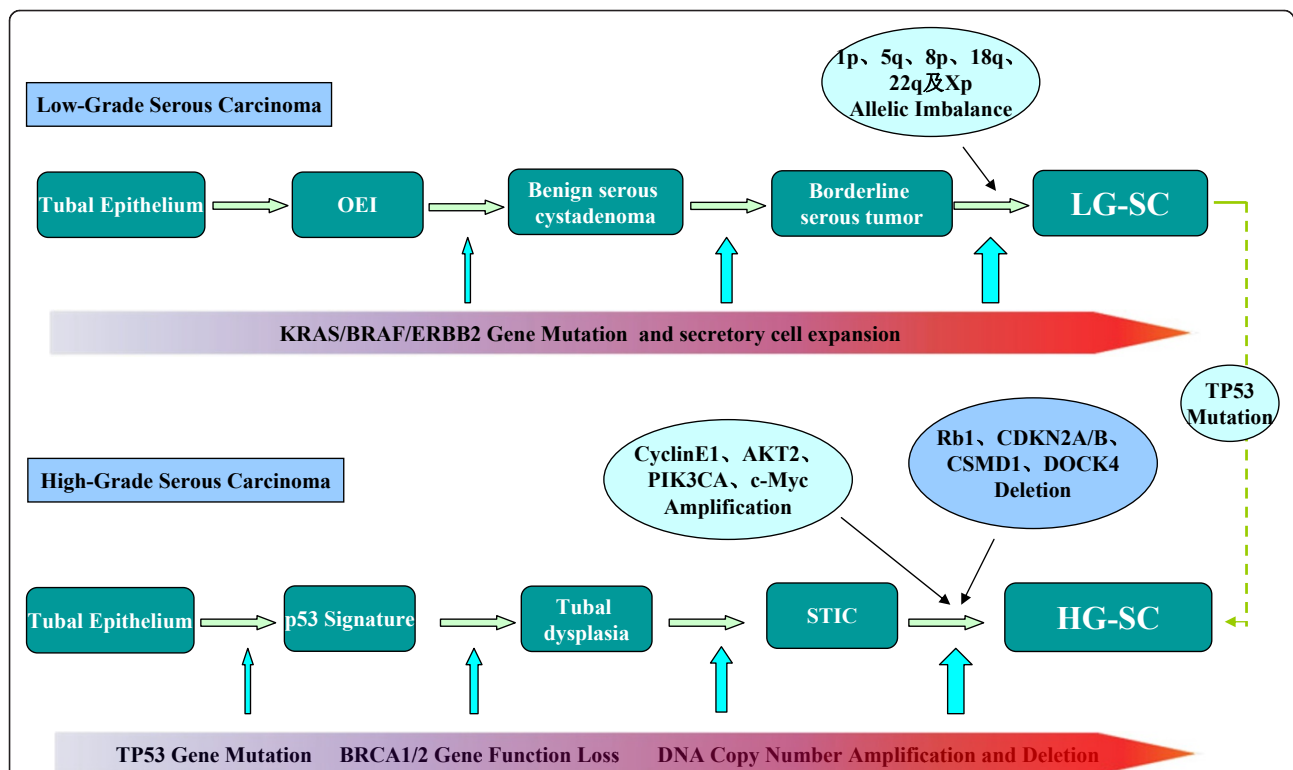 1p、5q、8p、18q、
22q及Xp
Allelic Imbalance
Low-Grade Serous Carcinoma
Tubal Epithelium
OEI
Benign serous
cystadenoma
Borderline
serous tumor
LG-SC
KRAS/BRAF/ERBB2 Gene Mutation and secretory cell expansion
TP53
Mutation
High-Grade Serous Carcinoma
CyclinE1、AKT2、
PIK3CA、c-Myc
Amplification
Rb1、CDKN2A/B、
CSMD1、DOCK4
Deletion
Tubal Epithelium
p53 Signature
Tubal
dysplasia
STIC
HG-SC
TP53 Gene Mutation BRCA1/2 Gene Function Loss DNA Copy Number Amplification and Deletion